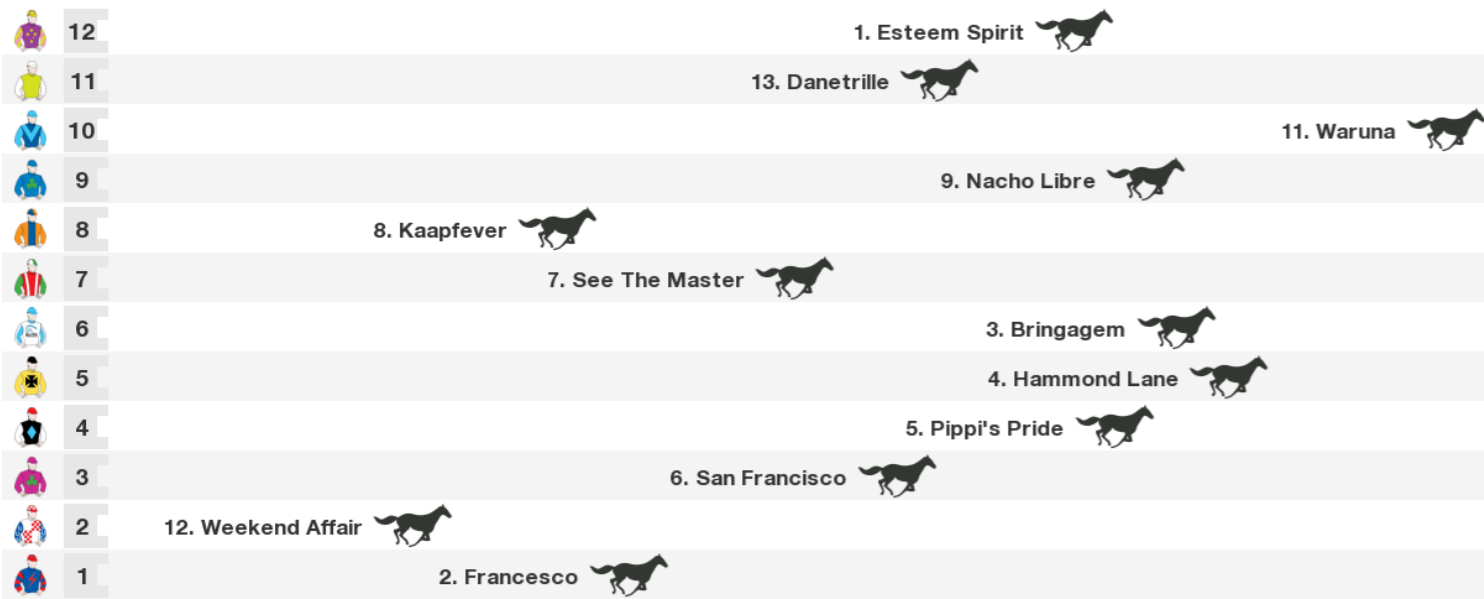 12 1. Esteem Spirit
11 13. Danetrille
10 11. Waruna
9 9. Nacho Libre
8 8. Kaapfever
7 7. See The Master
6 3. Bringagem
5 4. Hammond Lane
4 5. Pippi's Pride
3 6. San Francisco
2 12. Weekend Affair
1 2. Francesco